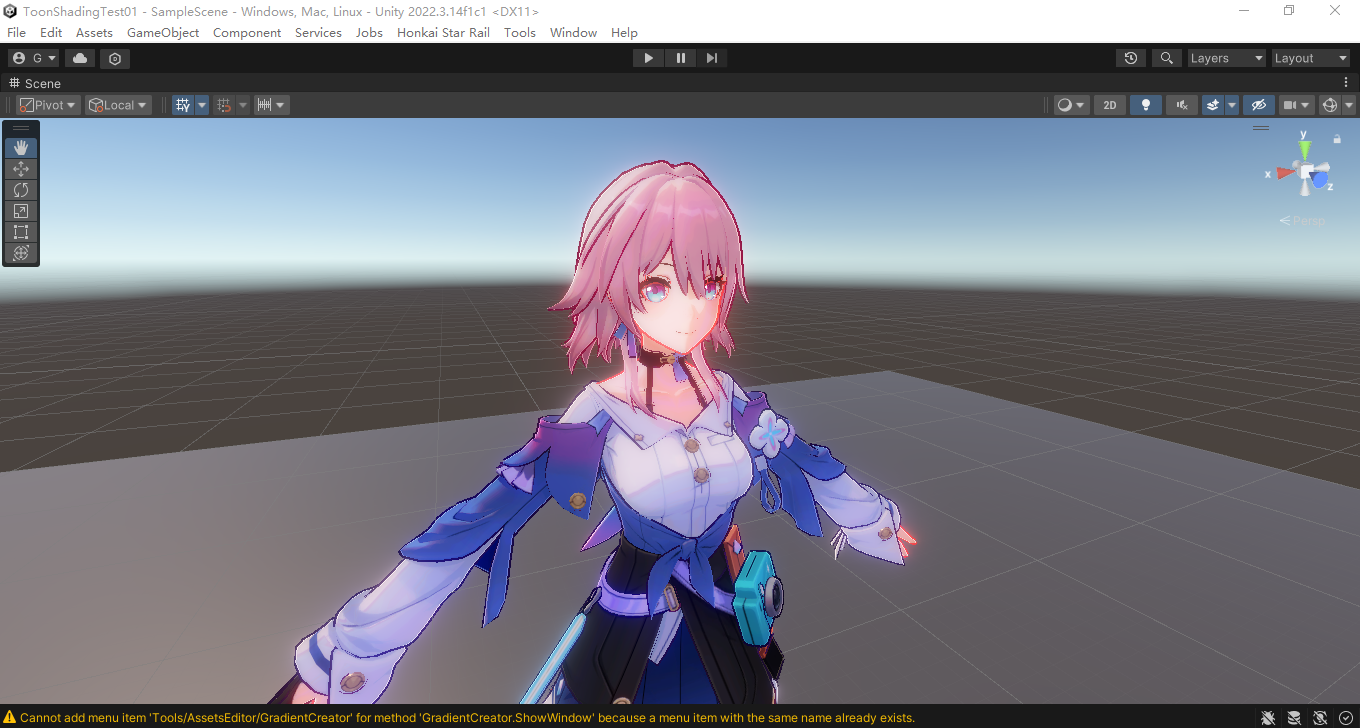 ToonShadingTest01 - SampleScene - Windows, Mac, Linux - Unity 2022.3.14f1c1 <DX11>
File Edit Assets GameObject Component Services Jobs Honkai Star Rail Tools Window Help
G Layers Layout
Scene
Pivot Local 2D
y
x
z
Persp
Cannot add menu item 'Tools/AssetsEditor/GradientCreator' for method 'GradientCreator.ShowWindow' because a menu item with the same name already exists.